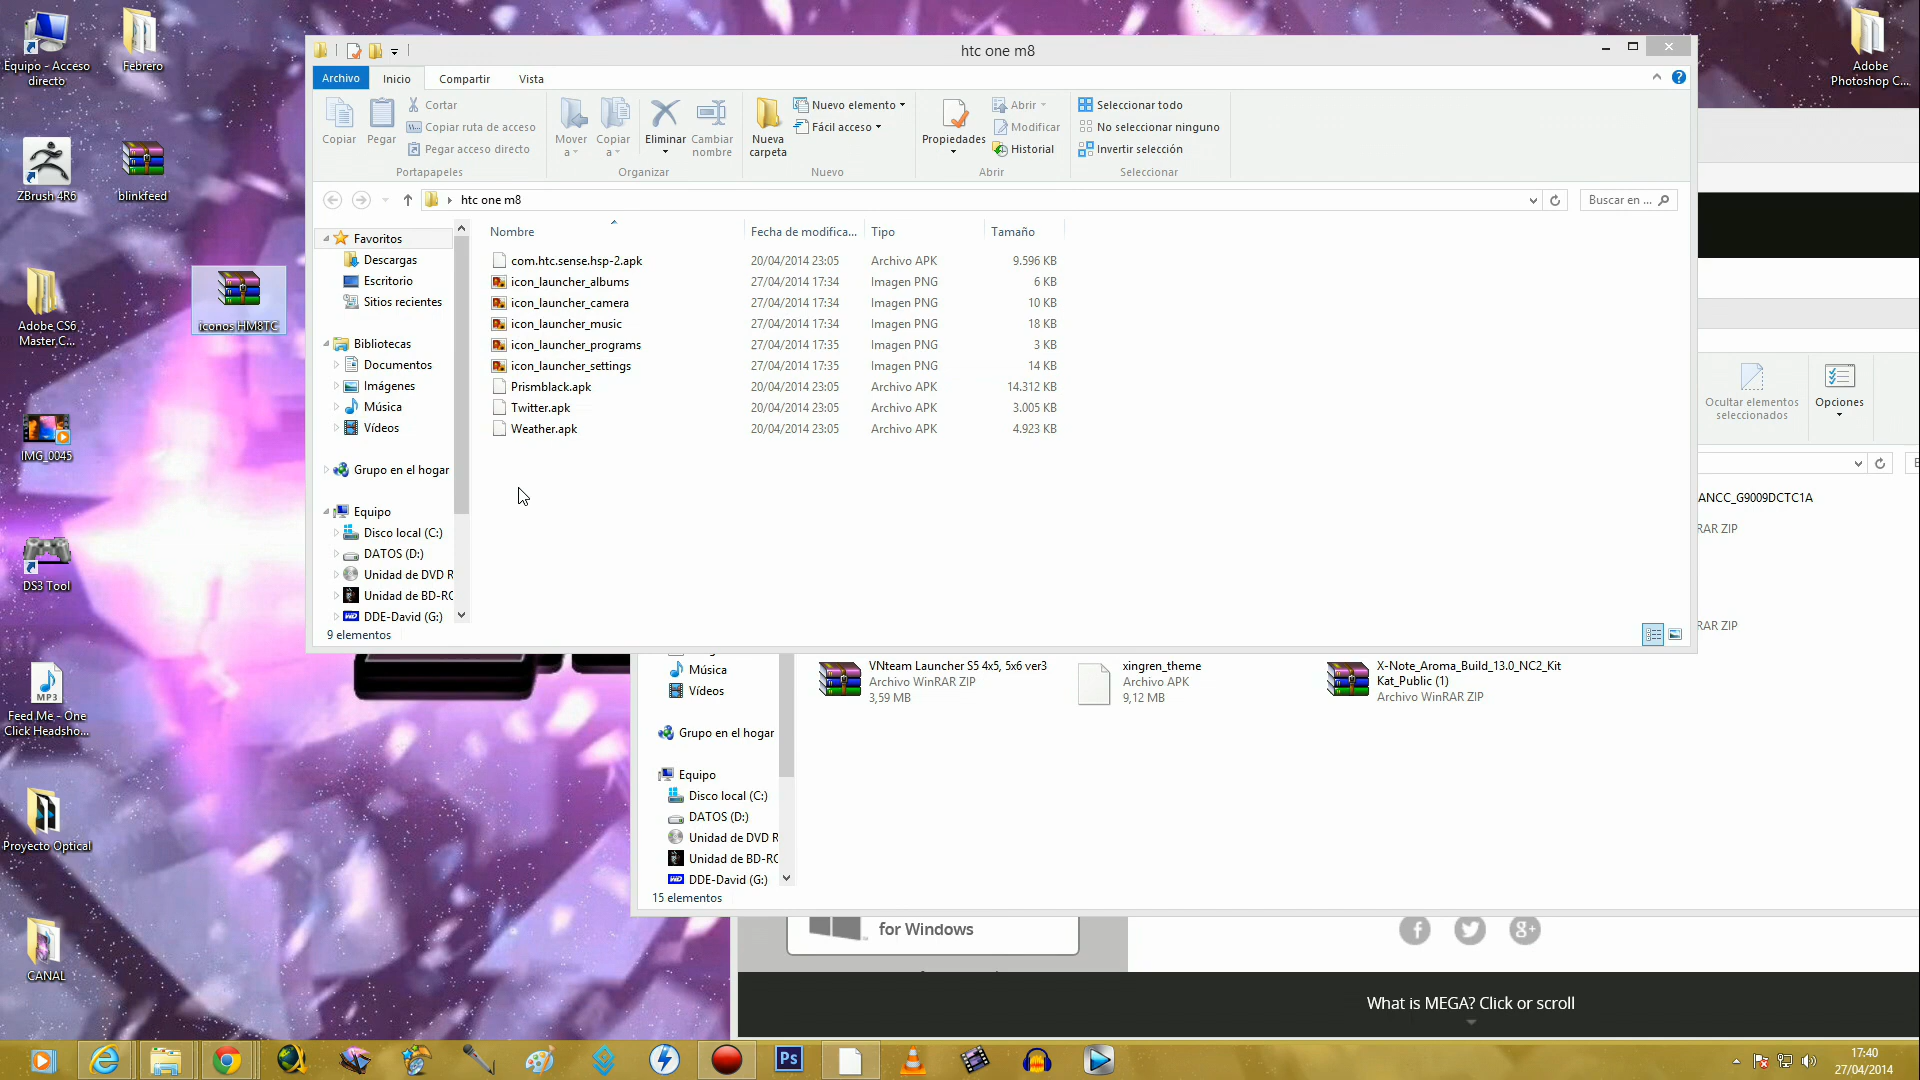 Equipo - Acceso
directo
Febrero
ZBrush 4R6
blinkfeed
Adobe CS6
Master C...
iconos HM8TC
IMG_0045
DS3 Tool
MP3
Feed Me - One
Click Headsho...
Proyecto Optical
CANAL
Adobe
Photoshop C...
htc one m8
Archivo
Inicio
Compartir
Vista
Copiar
Pegar
Cortar
Copiar ruta de acceso
Pegar acceso directo
Portapapeles
Mover
a
Copiar
a
Eliminar
Cambiar
nombre
Organizar
Nueva
carpeta
Nuevo elemento
Fácil acceso
Nuevo
Propiedades
Abrir
Modificar
Historial
Abrir
Seleccionar todo
No seleccionar ninguno
Invertir selección
Seleccionar
htc one m8
Buscar en ...
Favoritos
Descargas
Escritorio
Sitios recientes
Bibliotecas
Documentos
Imágenes
Música
Vídeos
Grupo en el hogar
Equipo
Disco local (C:)
DATOS (D:)
Unidad de DVD R
Unidad de BD-RO
DDE-David (G:)
9 elementos
Nombre Fecha de modifica... Tipo Tamaño
com.htc.sense.hsp-2.apk 20/04/2014 23:05 Archivo APK 9.596 KB
icon_launcher_albums 27/04/2014 17:34 Imagen PNG 6 KB
icon_launcher_camera 27/04/2014 17:34 Imagen PNG 10 KB
icon_launcher_music 27/04/2014 17:34 Imagen PNG 18 KB
icon_launcher_programs 27/04/2014 17:35 Imagen PNG 3 KB
icon_launcher_settings 27/04/2014 17:35 Imagen PNG 14 KB
Prismblack.apk 20/04/2014 23:05 Archivo APK 14.312 KB
Twitter.apk 20/04/2014 23:05 Archivo APK 3.005 KB
Weather.apk 20/04/2014 23:05 Archivo APK 4.923 KB
Ocultar elementos
seleccionados
Opciones
ANCC_G9009DCTC1A
RAR ZIP
RAR ZIP
Música
Vídeos
Grupo en el hogar
Equipo
Disco local (C:)
DATOS (D:)
Unidad de DVD R
Unidad de BD-RO
DDE-David (G:)
15 elementos
VNteam Launcher S5 4x5, 5x6 ver3
Archivo WinRAR ZIP
3,59 MB
xingren_theme
Archivo APK
9,12 MB
X-Note_Aroma_Build_13.0_NC2_Kit
Kat_Public (1)
Archivo WinRAR ZIP
for Windows
What is MEGA? Click or scroll
Ps
17:40
27/04/2014